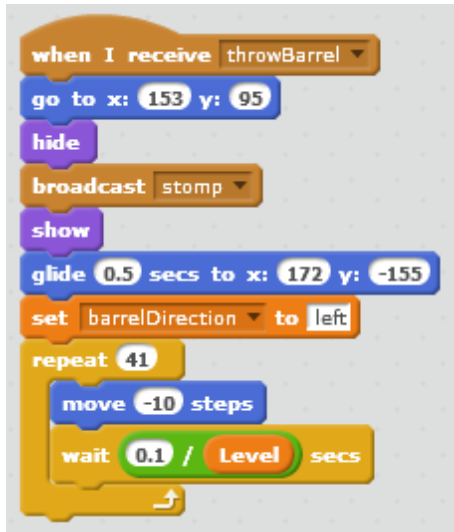 when I receive throwBarrel
go to x: 153 y: 95
hide
broadcast stomp
show
glide 0.5 secs to x: 172 y: -155
set barrelDirection to left
repeat 41
move -10 steps
wait 0.1 / Level secs